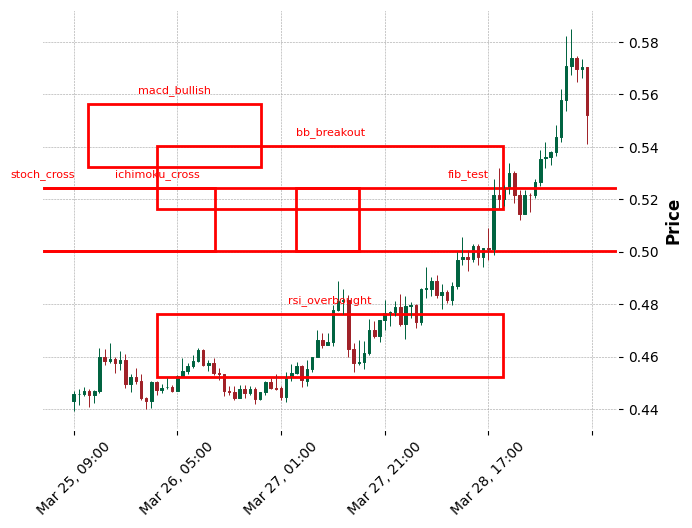 0.58
macd_bullish
0.56
bb_breakout
0.54
stoch_cross
ichimoku_cross
fib_test
0.52
Price
0.50
rsi_overbought
0.48
0.46
0.44
Mar 25, 09:00
Mar 26, 05:00
Mar 27, 01:00
Mar 27, 21:00
Mar 28, 17:00